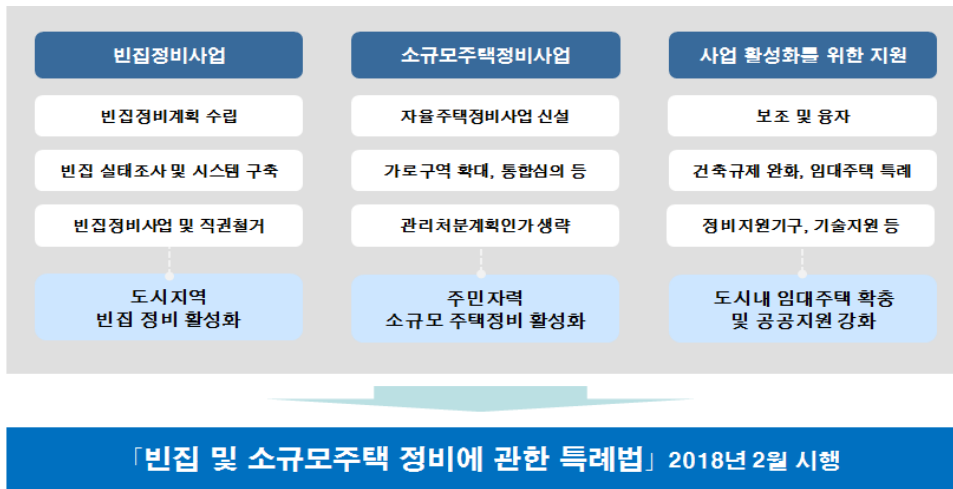 빈집정비사업
빈집정비계획 수립
빈집 실태조사 및 시스템 구축
빈집정비사업 및 직권철거
도시지역
빈집 정비 활성화
소규모주택정비사업
자율주택정비사업 신설
가로구역 확대, 통합심의 등
관리처분계획인가 생략
주민자력
소규모 주택정비 활성화
사업 활성화를 위한 지원
보조 및 융자
건축규제 완화, 임대주택 특례
정비지원기구, 기술지원 등
도시내 임대주택 확충
및 공공지원 강화
「빈집 및 소규모주택 정비에 관한 특례법」 2018년 2월 시행